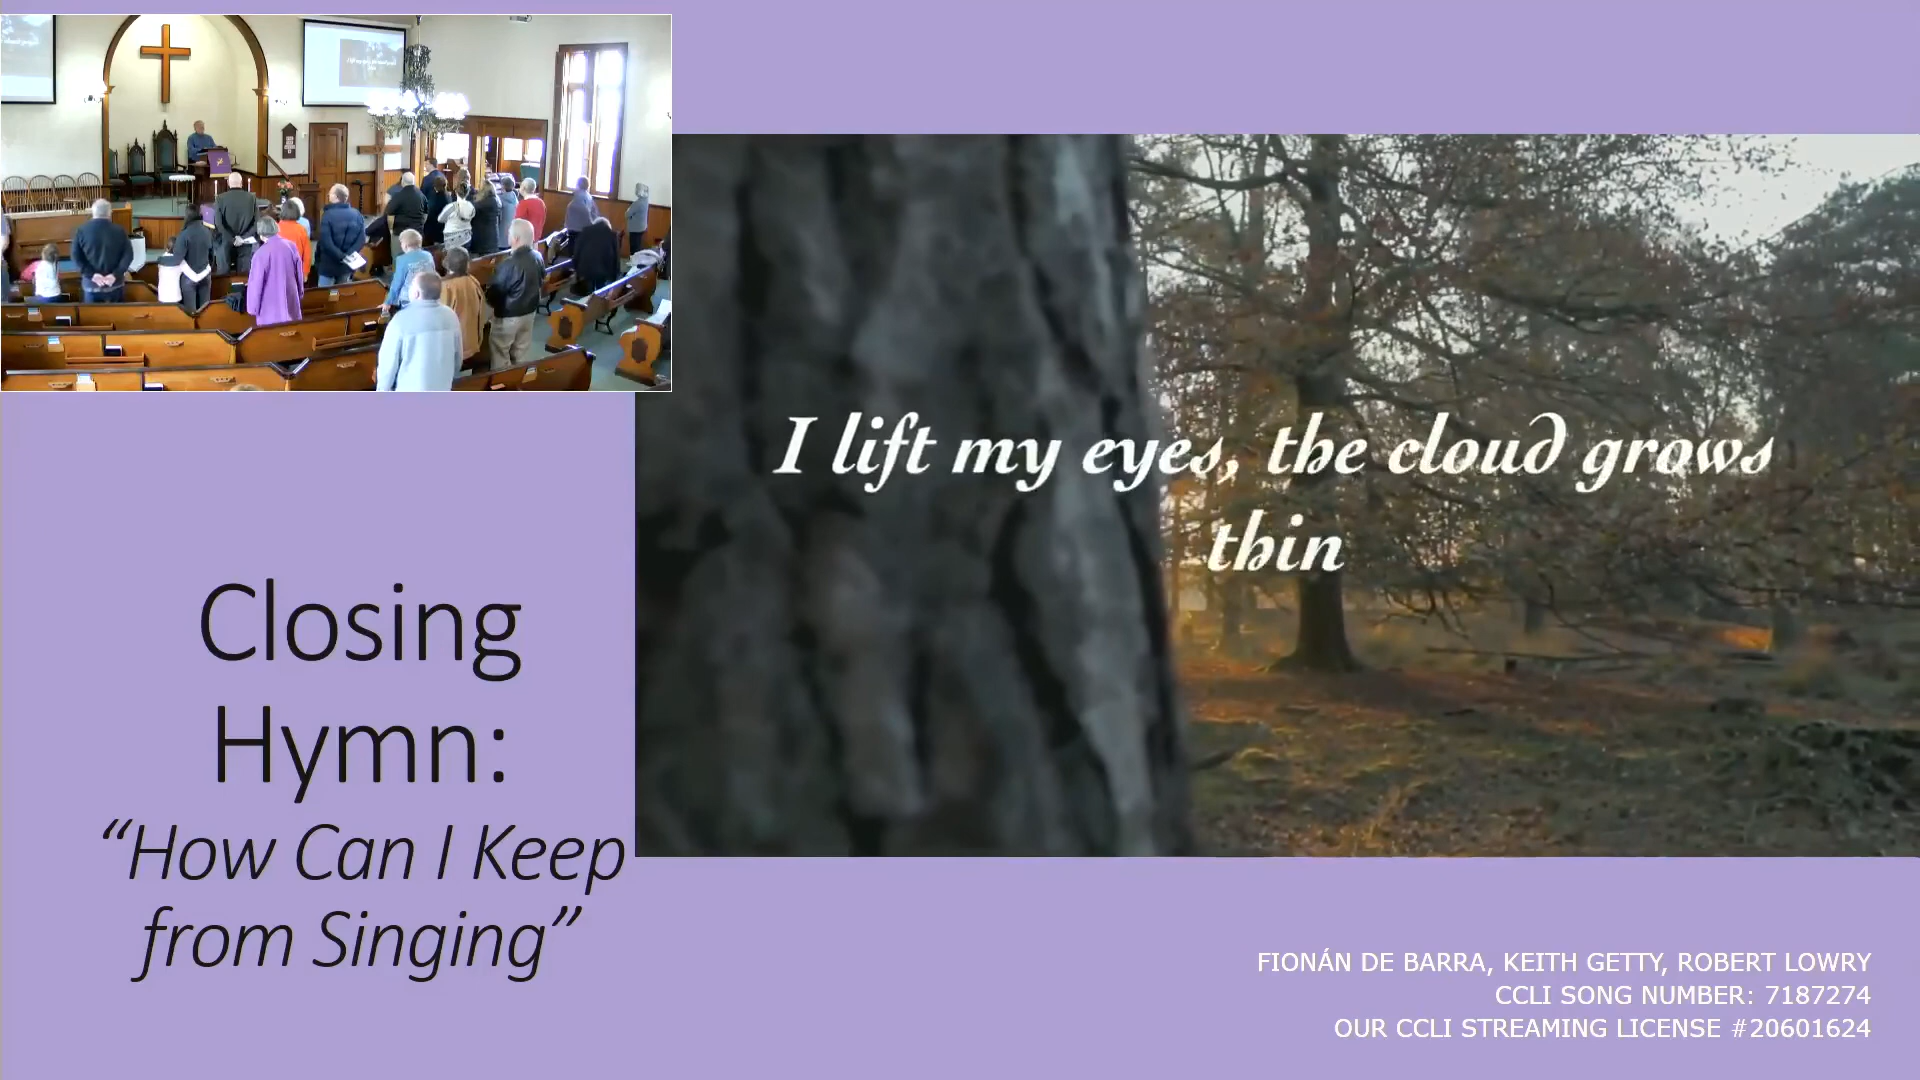 I lift my eyes, the cloud grows
thin
Closing
Hymn:
“How Can I Keep
from Singing”
FIONÁN DE BARRA, KEITH GETTY, ROBERT LOWRY
CCLI SONG NUMBER: 7187274
OUR CCLI STREAMING LICENSE #20601624